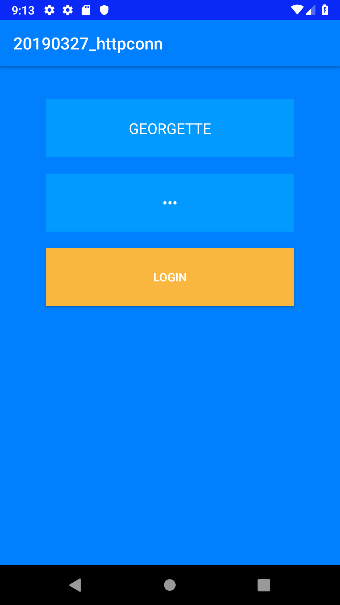 9:13
20190327_httpconn
GEORGETTE
•••
LOGIN